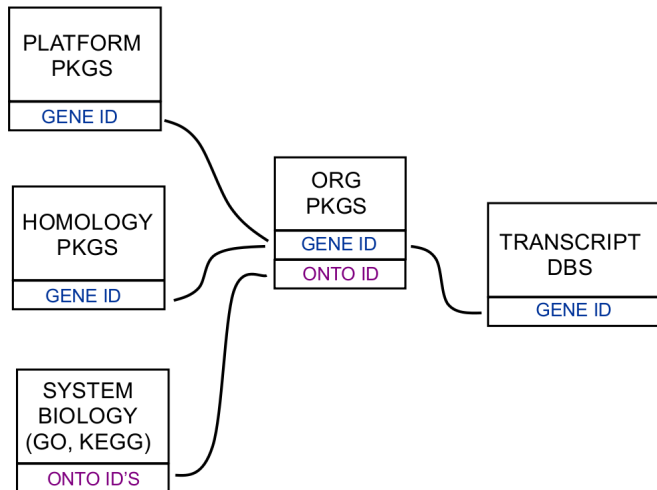 PLATFORM
PKGS
GENE ID
HOMOLOGY
PKGS
GENE ID
SYSTEM
BIOLOGY
(GO, KEGG)
ONTO ID'S
ORG
PKGS
GENE ID
ONTO ID
TRANSCRIPT
DBS
GENE ID